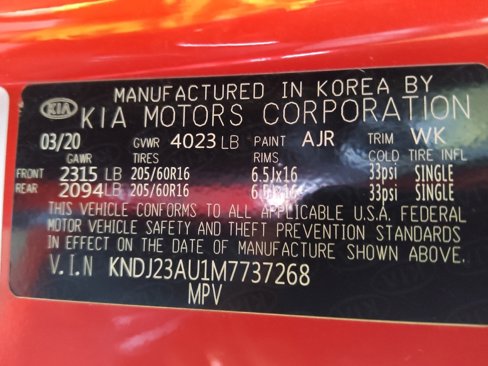 MANUFACTURED IN KOREA BY
KIA KIA MOTORS CORPORATION
03/20 GVWR 4023 LB PAINT AJR TRIM WK
GAWR TIRES RIMS COLD TIRE INFL
FRONT 2315 LB 205/60R16 6.5Jx16 33psi SINGLE
REAR 2094 LB 205/60R16 6.5Jx16 33psi SINGLE
THIS VEHICLE CONFORMS TO ALL APPLICABLE U.S.A. FEDERAL
MOTOR VEHICLE SAFETY AND THEFT PREVENTION STANDARDS
IN EFFECT ON THE DATE OF MANUFACTURE SHOWN ABOVE.
V.I.N KNDJ23AU1M7737268
MPV